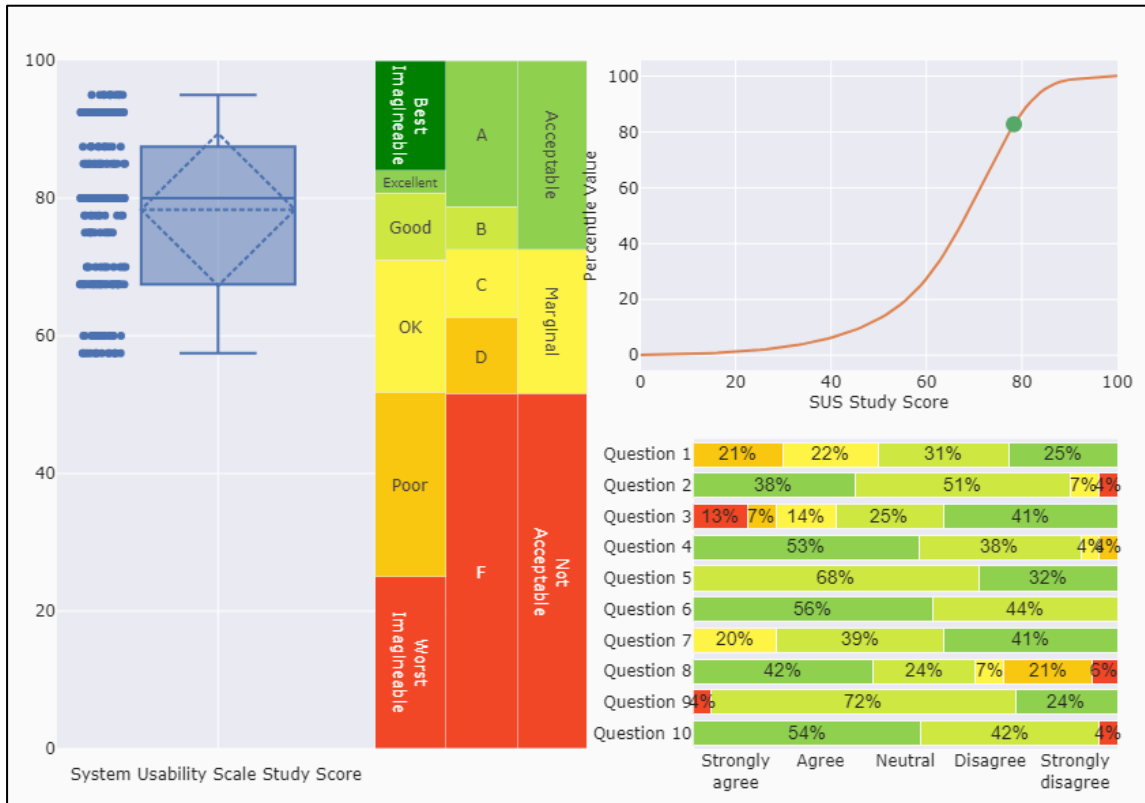 100
80
60
40
20
0
System Usability Scale Study Score
Best
Imagineable
Excellent
Good
OK
Poor
Worst
Imagineable
A
B
C
D
F
Acceptable
Marginal
Not
Acceptable
100
80
60
40
20
0
Percentile Value
0 20 40 60 80 100
SUS Study Score
Question 1 21% 22% 31% 25%
Question 2 38% 51% 7% 4%
Question 3 13% 7% 14% 25% 41%
Question 4 53% 38% 4% 4%
Question 5 68% 32%
Question 6 56% 44%
Question 7 20% 39% 41%
Question 8 42% 24% 7% 21% 6%
Question 9 4% 72% 24%
Question 10 54% 42% 4%
Strongly agree Agree Neutral Disagree Strongly disagree